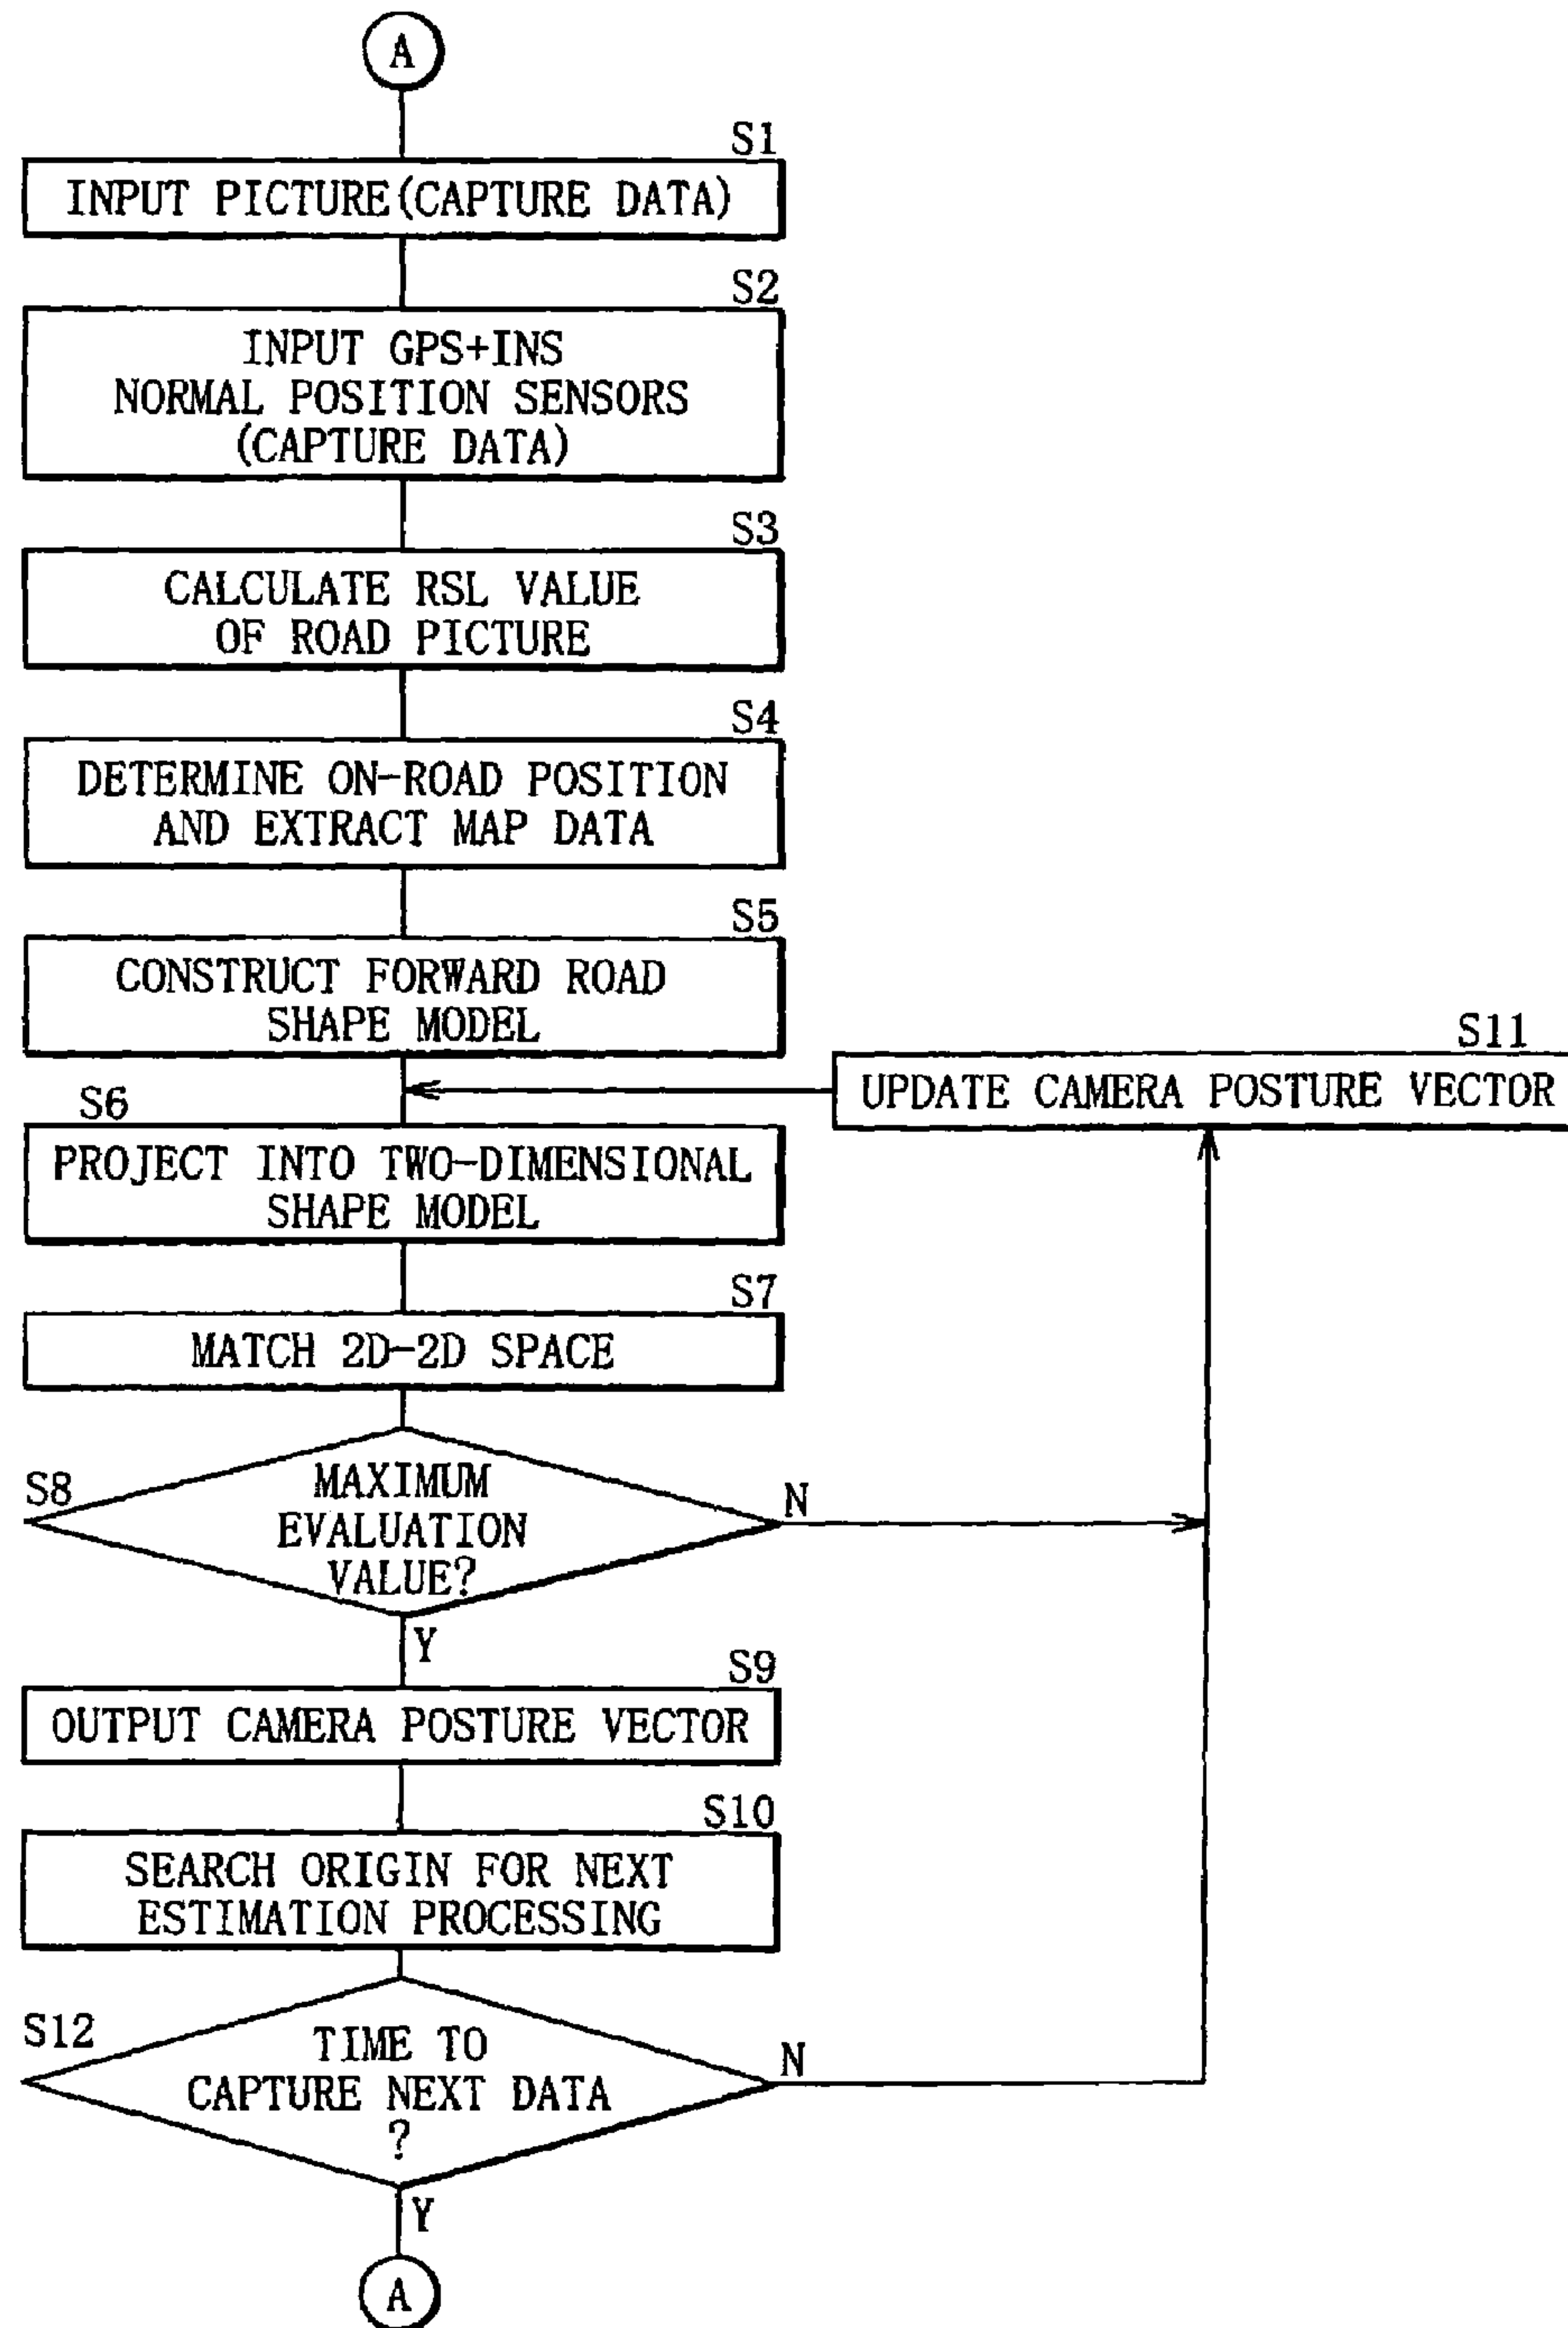 A
S1
INPUT PICTURE(CAPTURE DATA)
S2
INPUT GPS+INS
NORMAL POSITION SENSORS
(CAPTURE DATA)
S3
CALCULATE RSL VALUE
OF ROAD PICTURE
S4
DETERMINE ON-ROAD POSITION
AND EXTRACT MAP DATA
S5
CONSTRUCT FORWARD ROAD
SHAPE MODEL
S11
UPDATE CAMERA POSTURE VECTOR
S6
PROJECT INTO TWO-DIMENSIONAL
SHAPE MODEL
S7
MATCH 2D-2D SPACE
S8
MAXIMUM
EVALUATION
VALUE?
N
Y
S9
OUTPUT CAMERA POSTURE VECTOR
S10
SEARCH ORIGIN FOR NEXT
ESTIMATION PROCESSING
S12
TIME TO
CAPTURE NEXT DATA
?
N
Y
A